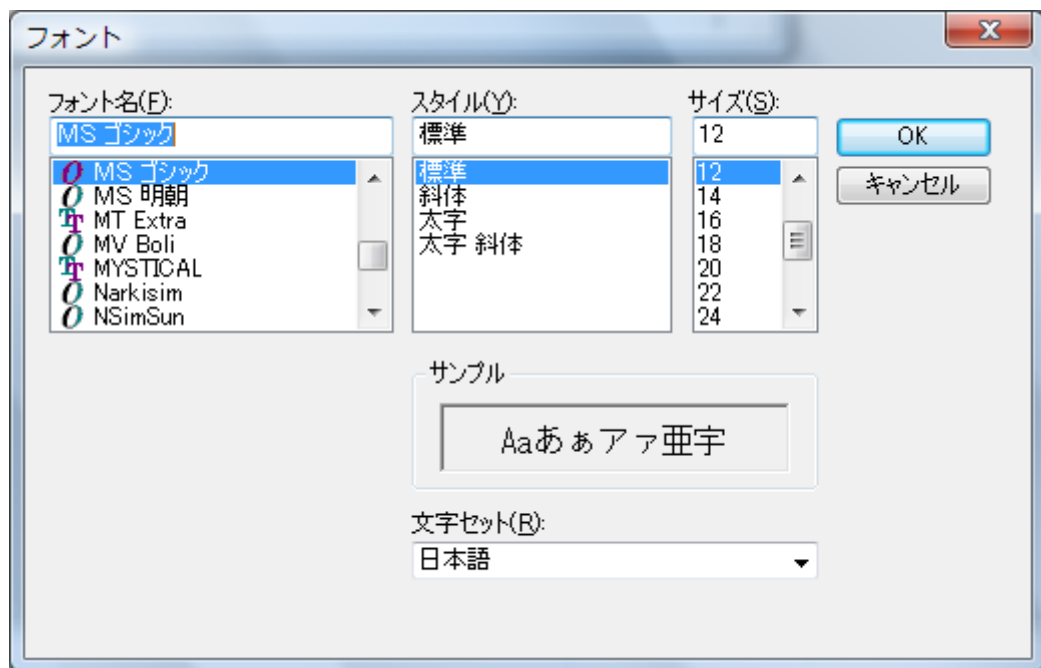 フォント
フォント名(F):
MS ゴシック
MS ゴシック
MS 明朝
MT Extra
MV Boli
MYSTICAL
Narkisim
NSimSun
スタイル(Y):
標準
標準
斜体
太字
太字 斜体
サイズ(S):
12
12
14
16
18
20
22
24
OK
キャンセル
サンプル
Aaあぁアァ亜宇
文字セット(R):
日本語